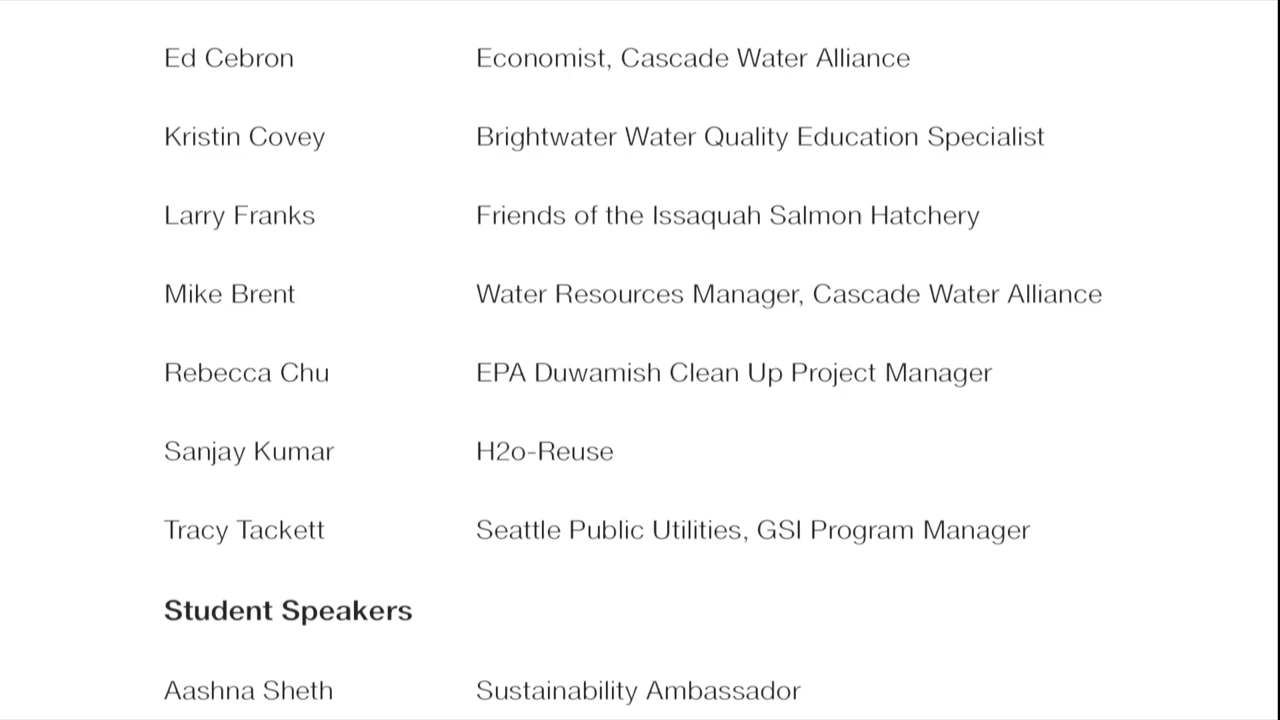 Ed Cebron Economist, Cascade Water Alliance
Kristin Covey Brightwater Water Quality Education Specialist
Larry Franks Friends of the Issaquah Salmon Hatchery
Mike Brent Water Resources Manager, Cascade Water Alliance
Rebecca Chu EPA Duwamish Clean Up Project Manager
Sanjay Kumar H2o-Reuse
Tracy Tackett Seattle Public Utilities, GSI Program Manager
Student Speakers
Aashna Sheth Sustainability Ambassador